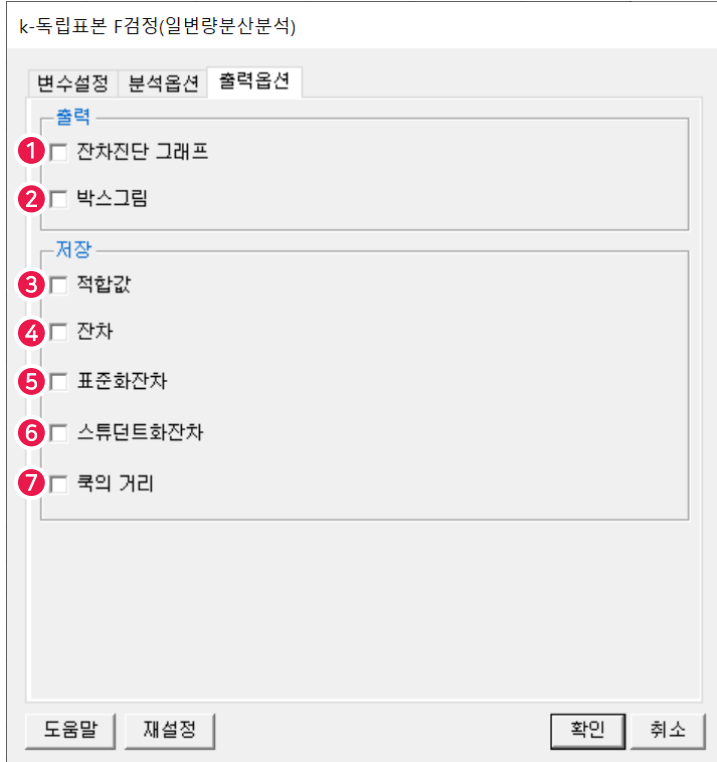 k-독립표본 F검정(일변량분산분석)
변수설정 분석옵션 출력옵션
출력
1 잔차진단 그래프
2 박스그림
저장
3 적합값
4 잔차
5 표준화잔차
6 스튜던트화잔차
7 쿡의 거리
도움말 재설정 확인 취소